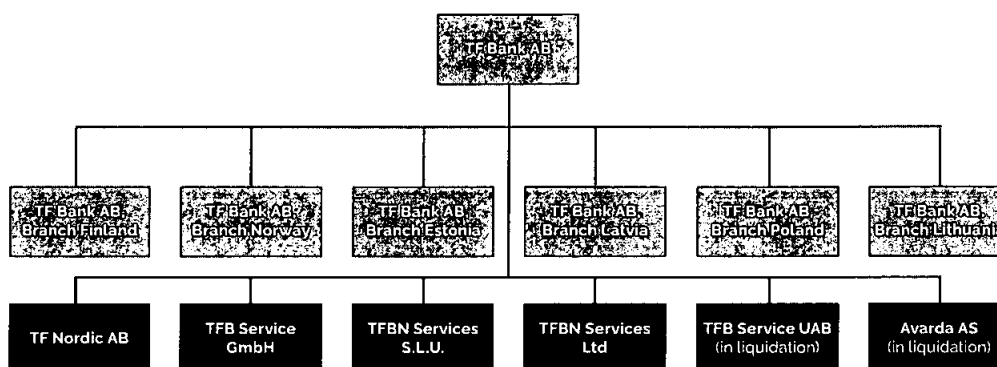 TF Bank AB
TF Bank AB
Branch Finland
TF Bank AB
Branch Norway
TF Bank AB
Branch Estonia
TF Bank AB
Branch Latvia
TF Bank AB
Branch Poland
TF Bank AB
Branch Lithuania
TF Nordic AB
TFB Service
GmbH
TFBN Services
S.L.U.
TFBN Services
Ltd
TFB Service UAB
(in liquidation)
Avarda AS
(in liquidation)